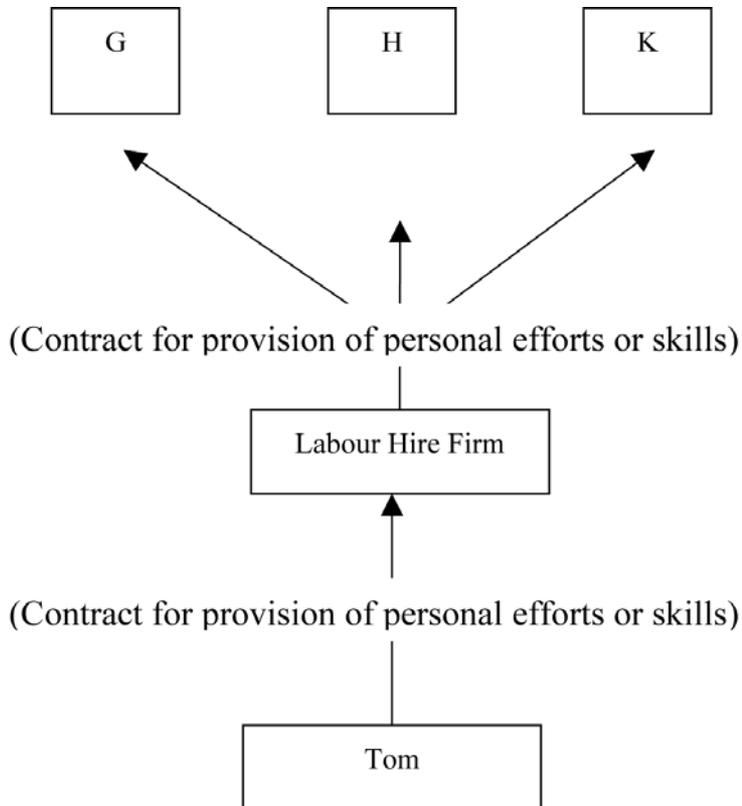 G H K
(Contract for provision of personal efforts or skills)
Labour Hire Firm
(Contract for provision of personal efforts or skills)
Tom